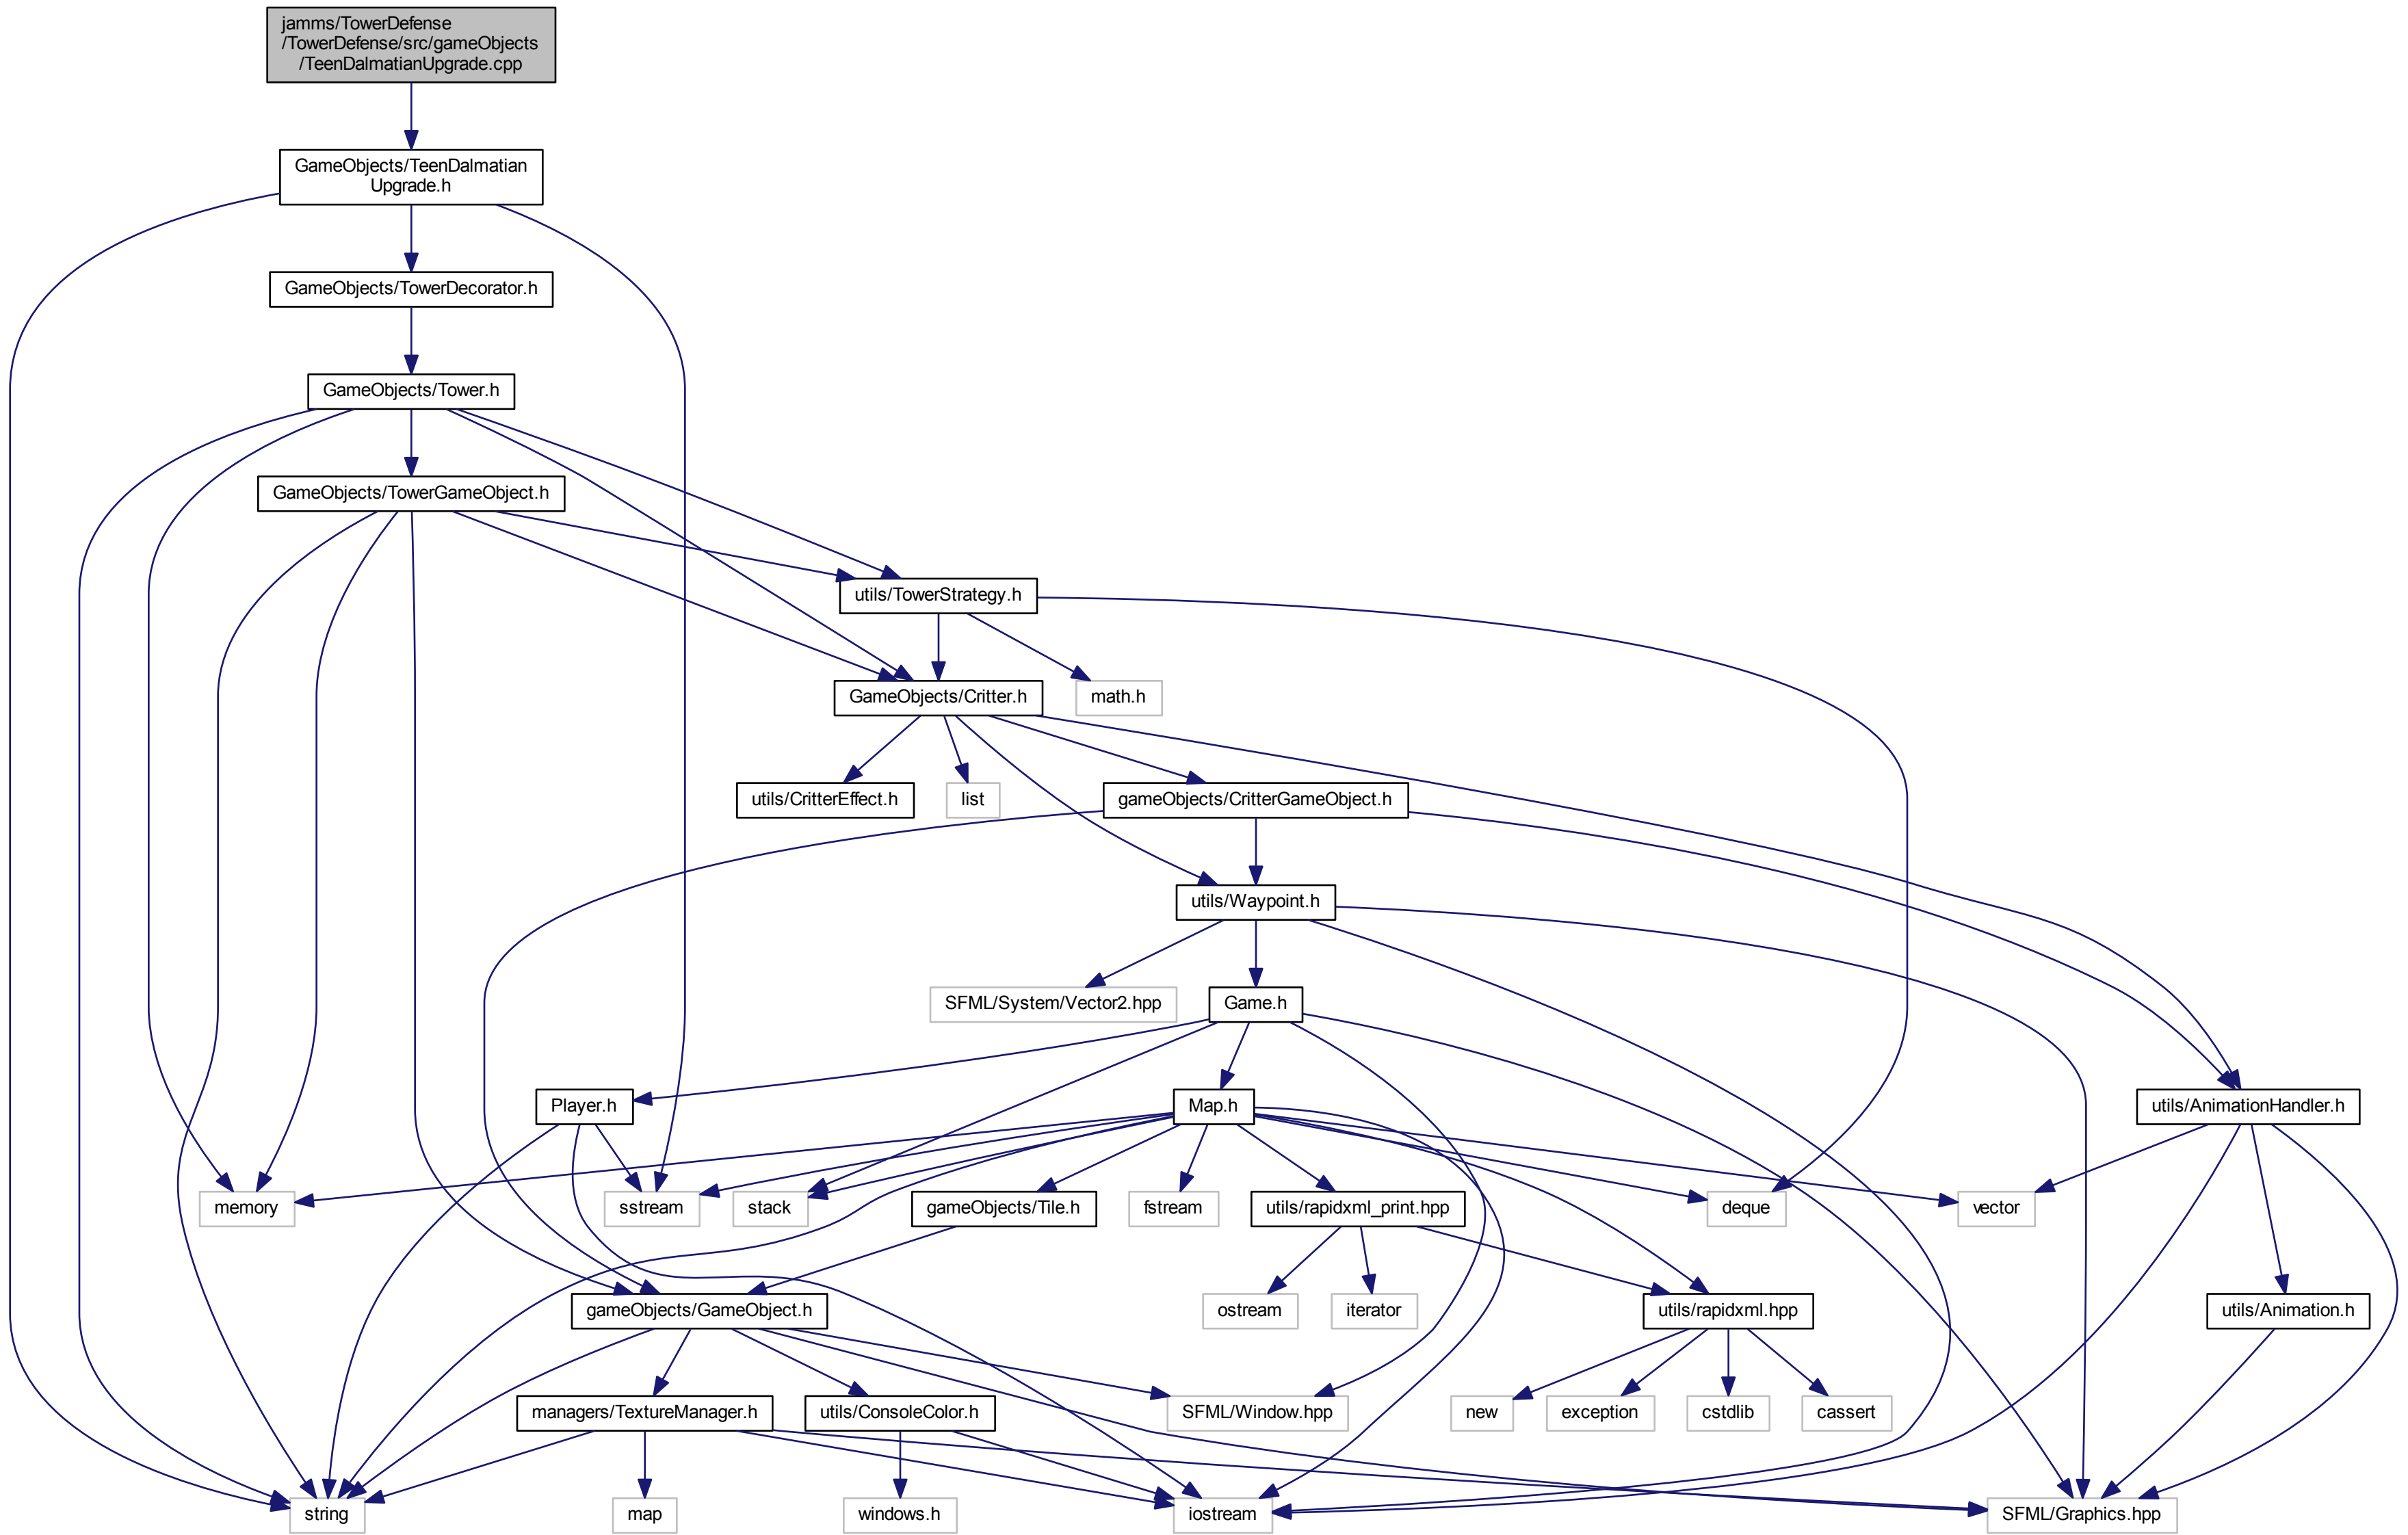 jamms/TowerDefense
/TowerDefense/src/gameObjects
/TeenDalmatianUpgrade.cpp
GameObjects/TeenDalmatian
Upgrade.h
GameObjects/TowerDecorator.h
GameObjects/Tower.h
GameObjects/TowerGameObject.h
utils/TowerStrategy.h
GameObjects/Critter.h
math.h
utils/CritterEffect.h
list
gameObjects/CritterGameObject.h
utils/Waypoint.h
SFML/System/Vector2.hpp
Game.h
Player.h
Map.h
utils/AnimationHandler.h
memory
sstream
stack
gameObjects/Tile.h
fstream
utils/rapidxml_print.hpp
deque
vector
gameObjects/GameObject.h
ostream
iterator
utils/rapidxml.hpp
utils/Animation.h
managers/TextureManager.h
utils/ConsoleColor.h
SFML/Window.hpp
new
exception
cstdlib
cassert
string
map
windows.h
iostream
SFML/Graphics.hpp